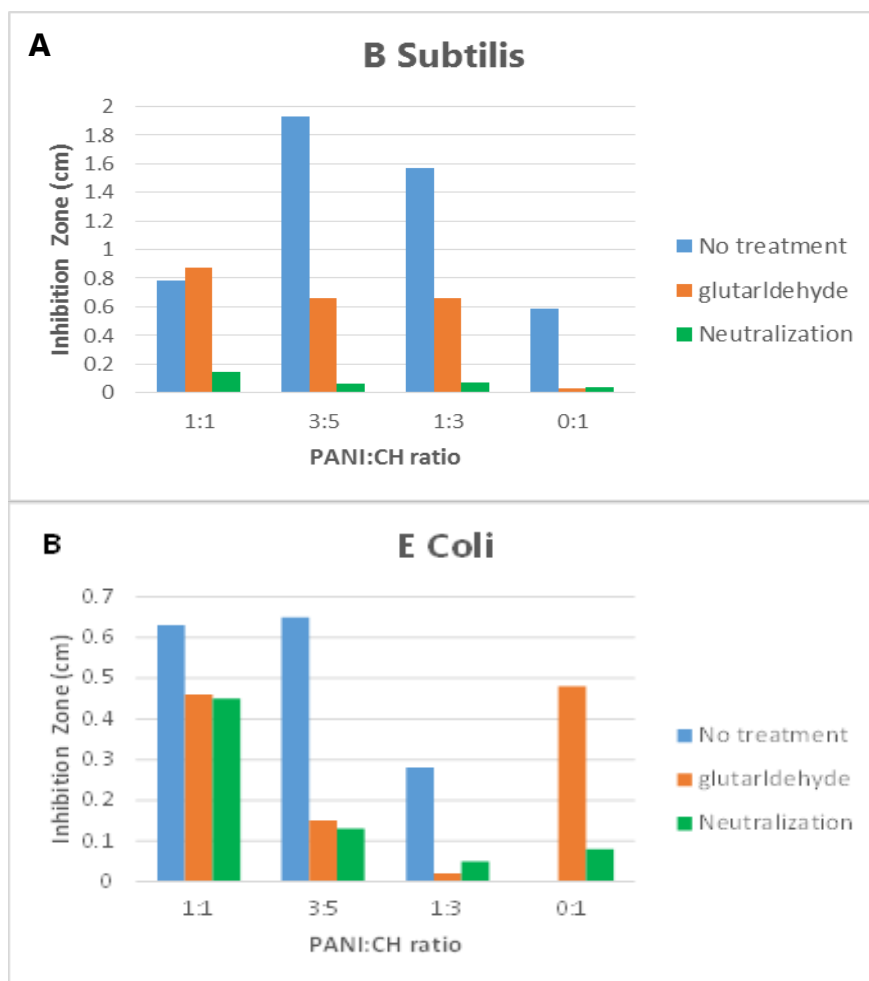 A
B Subtilis
Inhibition Zone (cm)
2
1.8
1.6
1.4
1.2
1
0.8
0.6
0.4
0.2
0
1:1 3:5 1:3 0:1
PANI:CH ratio
No treatment
glutarldehyde
Neutralization
B
E Coli
Inhibition Zone (cm)
0.7
0.6
0.5
0.4
0.3
0.2
0.1
0
1:1 3:5 1:3 0:1
PANI:CH ratio
No treatment
glutarldehyde
Neutralization